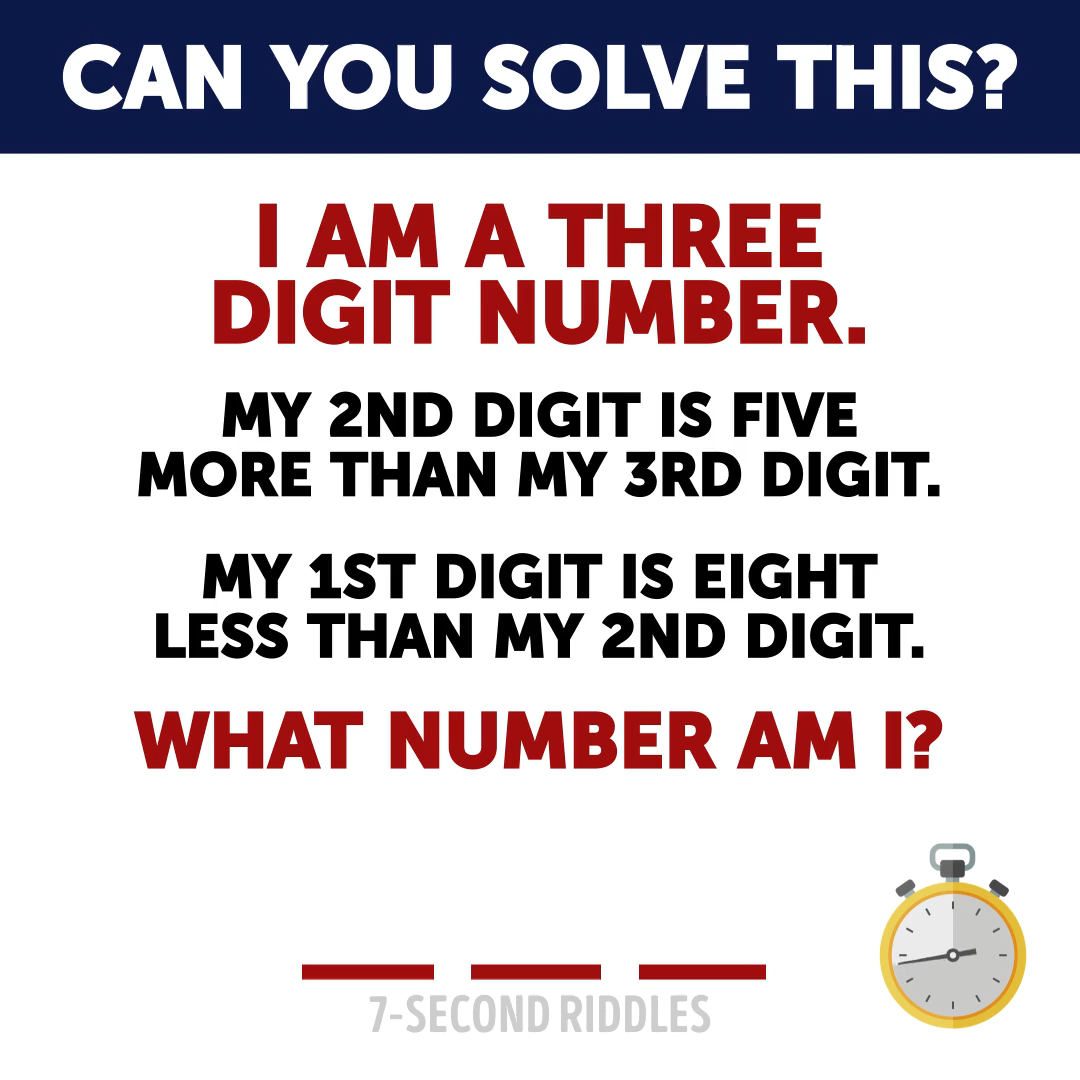 CAN YOU SOLVE THIS?
I AM A THREE
DIGIT NUMBER.
MY 2ND DIGIT IS FIVE
MORE THAN MY 3RD DIGIT.
MY 1ST DIGIT IS EIGHT
LESS THAN MY 2ND DIGIT.
WHAT NUMBER AM I?
7-SECOND RIDDLES